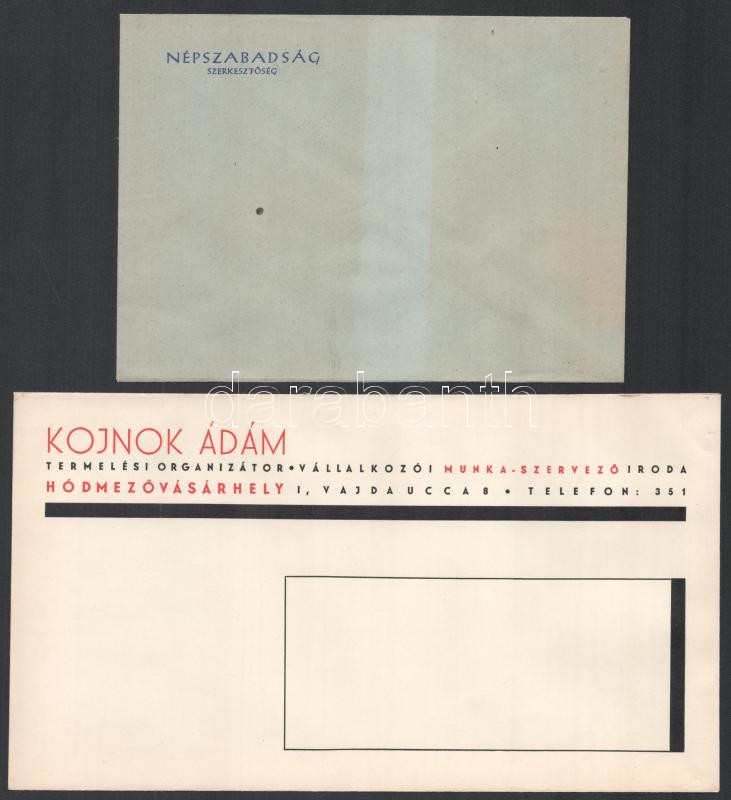 NÉPSZABADSÁG
SZERKESZTŐSÉG
darabanth
KOJNOK ÁDÁM
TERMELÉSI ORGANIZÁTOR • VÁLLALKOZÓI MUNKA-SZERVEZŐ IRODA
HÓDMEZŐVÁSÁRHELY I, VAJDA UCCA 8 • TELEFON: 351